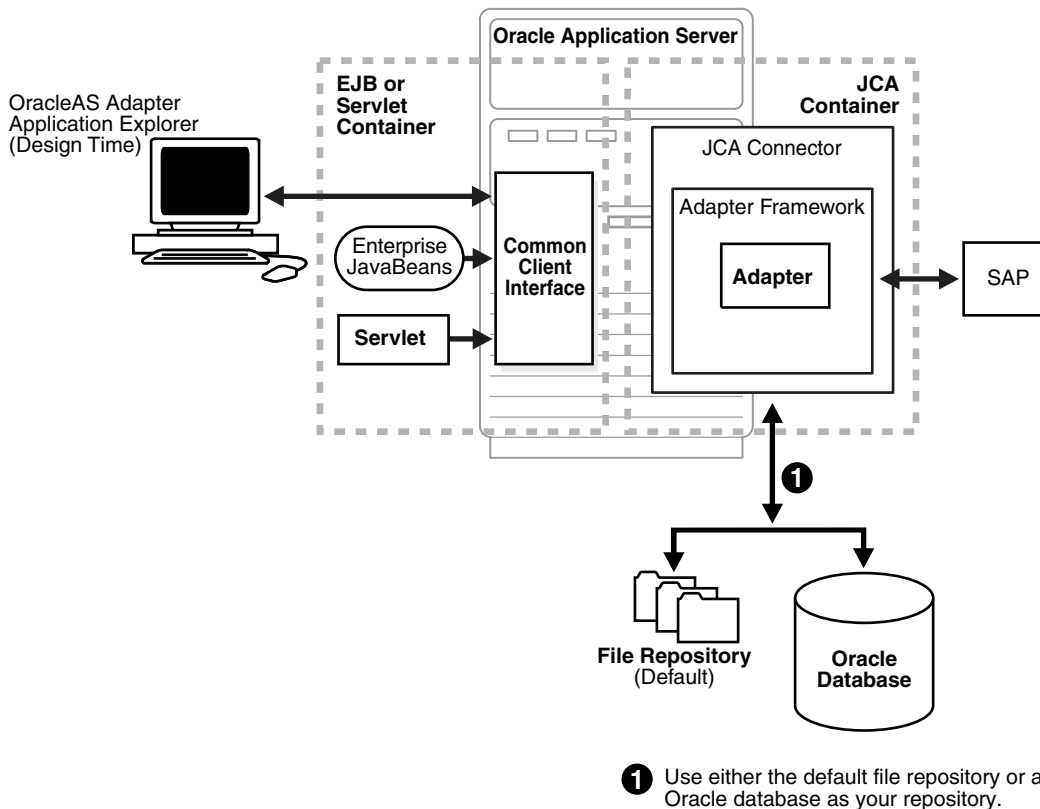 Oracle Application Server
EJB or
Servlet
Container
JCA
Container
OracleAS Adapter
Application Explorer
(Design Time)
JCA Connector
Adapter Framework
Adapter
SAP
Enterprise
JavaBeans
Common
Client
Interface
Servlet
1
File Repository
(Default)
Oracle
Database
1 Use either the default file repository or a
Oracle database as your repository.